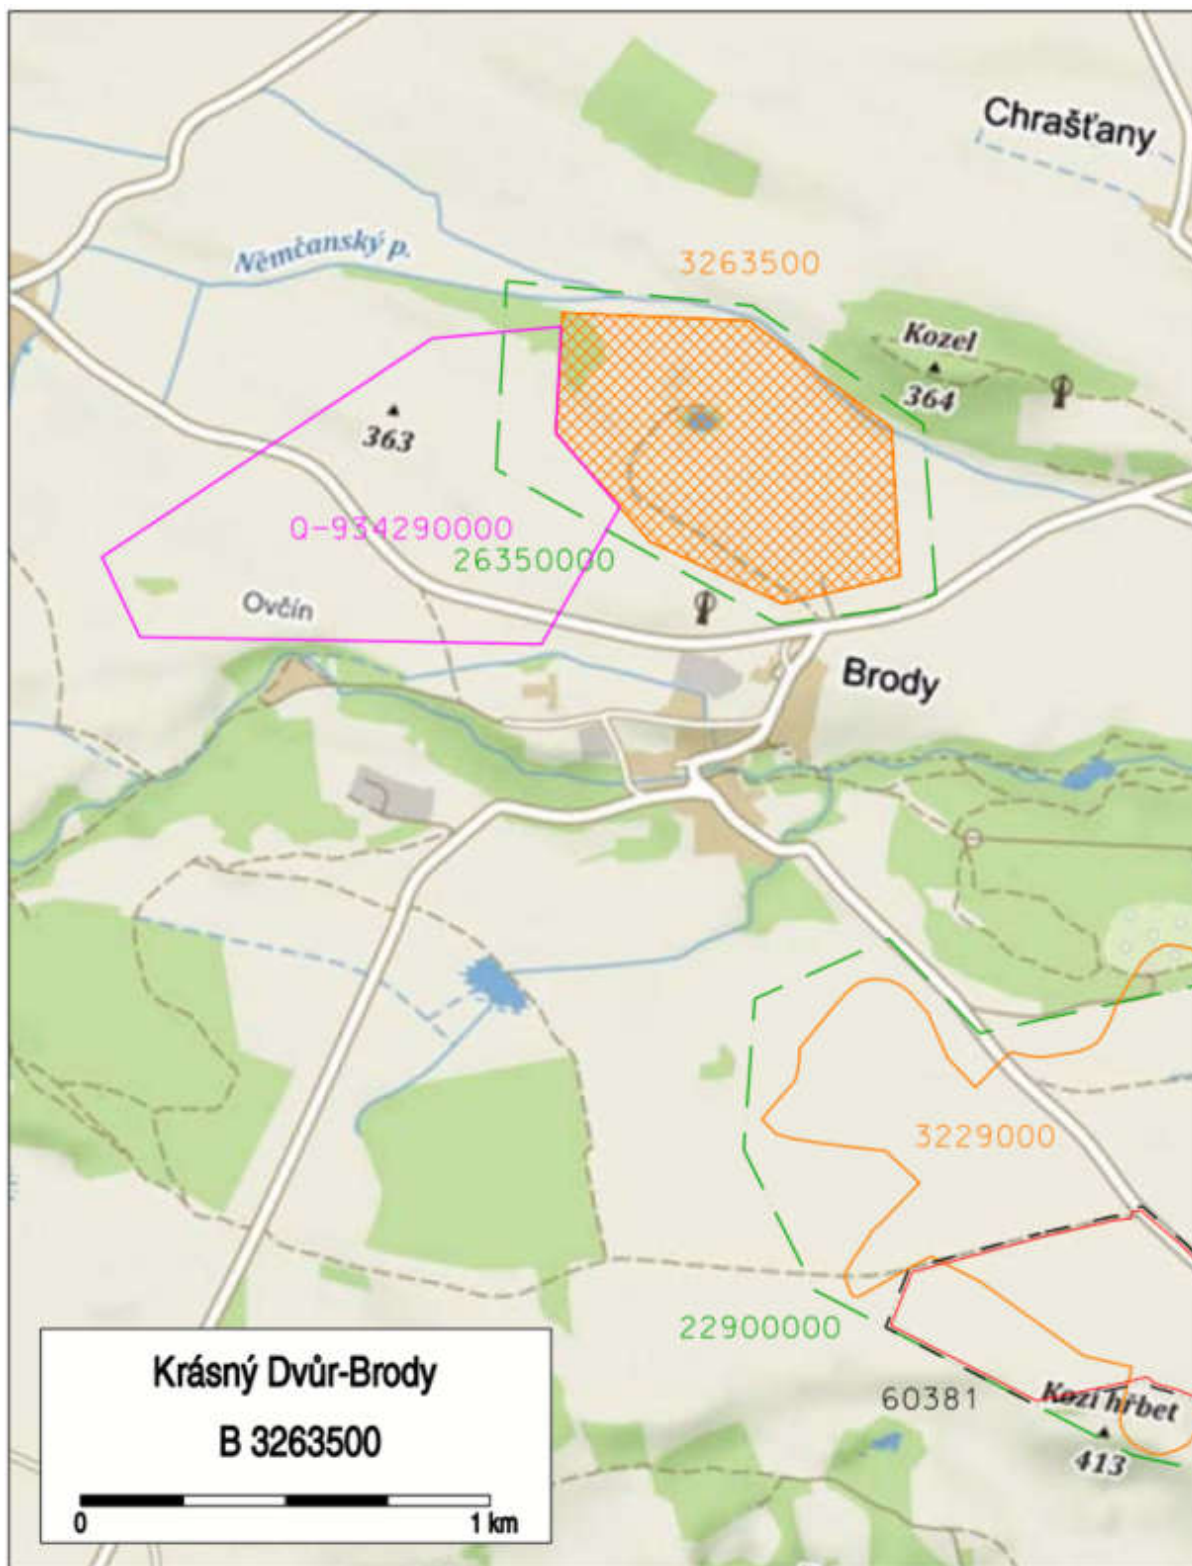 Chrašťany
Němčanský p.
3263500
Kozel
364
363
Q-934290000
26350000
Ovčín
Brody
3229000
22900000
60381
Kozí hřbet
413
Krásný Dvůr-Brody
B 3263500
0 1 km